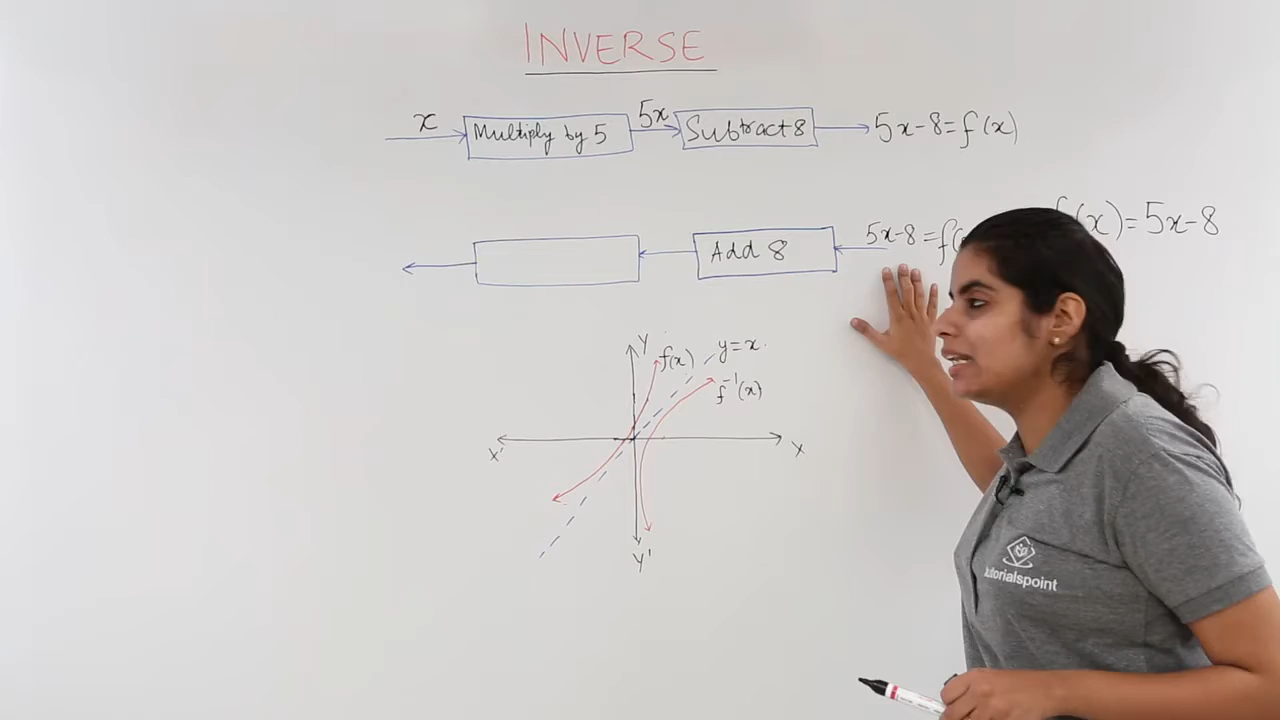 INVERSE
x Multiply by 5 5x Subtract 8 5x-8=f(x)
(x)=5x-8
Add 8 5x-8=f(
Y f(x) y=x.
f⁻¹(x)
X' X
Y'
tutorialspoint